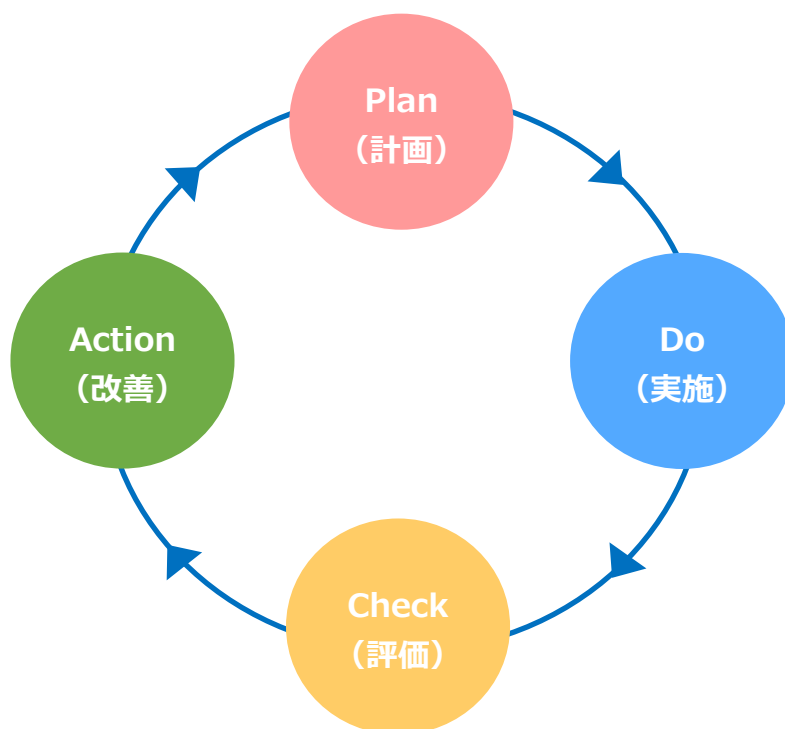 Plan
（計画）
Do
（実施）
Check
（評価）
Action
（改善）